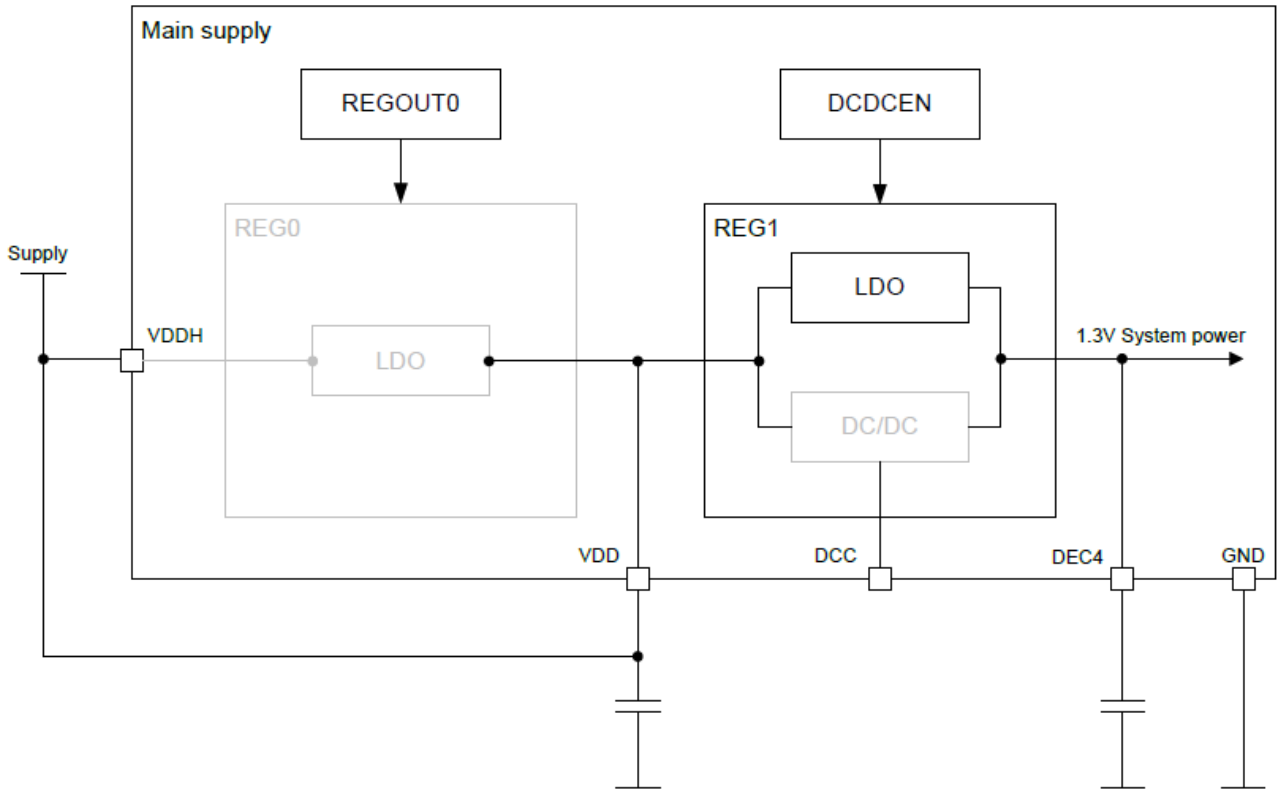 Main supply
REGOUT0
DCDCEN
REG0
REG1
Supply
LDO
VDDH
1.3V System power
LDO
DC/DC
VDD
DCC
DEC4
GND